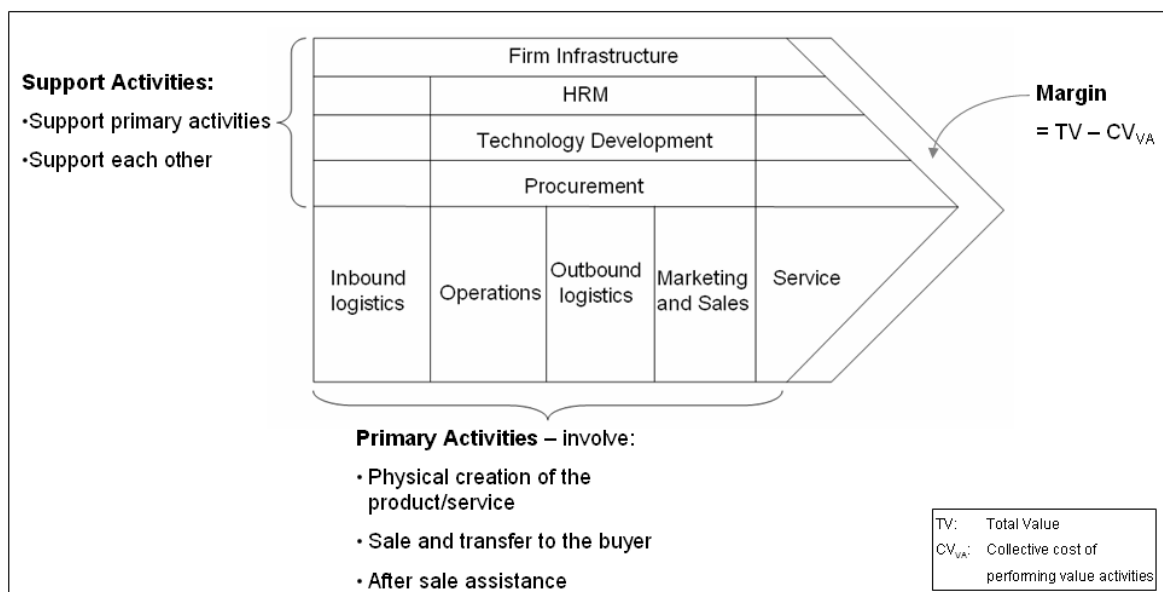 Support Activities:
•Support primary activities
•Support each other
Firm Infrastructure
HRM
Technology Development
Procurement
Inbound
logistics
Operations
Outbound
logistics
Marketing
and Sales
Service
Margin
= TV – CVVA
Primary Activities – involve:
• Physical creation of the
product/service
• Sale and transfer to the buyer
• After sale assistance
TV: Total Value
CVVA: Collective cost of
performing value activities